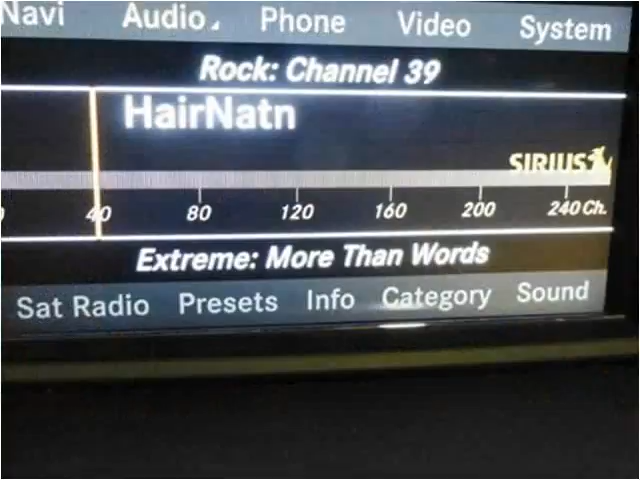 Navi Audio Phone Video System
Rock: Channel 39
HairNatn
SIRIUS
40 80 120 160 200 240 Ch.
Extreme: More Than Words
Sat Radio Presets Info Category Sound